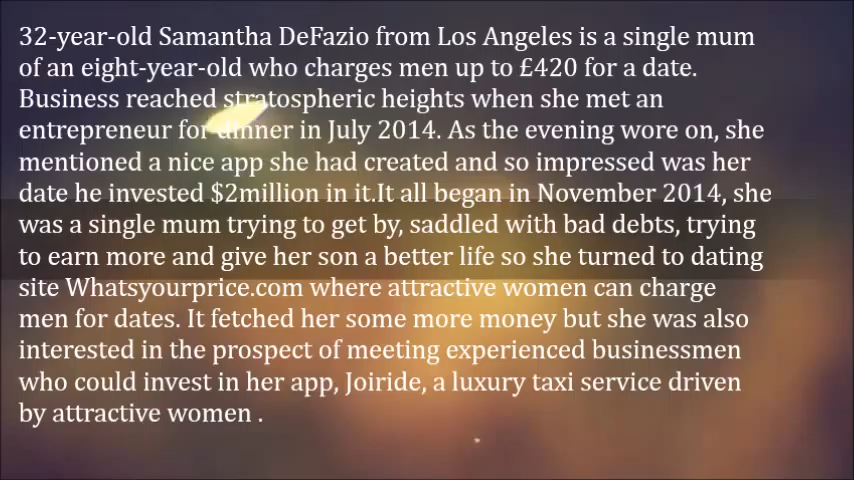 32-year-old Samantha DeFazio from Los Angeles is a single mum
of an eight-year-old who charges men up to £420 for a date.
Business reached stratospheric heights when she met an
entrepreneur for dinner in July 2014. As the evening wore on, she
mentioned a nice app she had created and so impressed was her
date he invested $2million in it.It all began in November 2014, she
was a single mum trying to get by, saddled with bad debts, trying
to earn more and give her son a better life so she turned to dating
site Whatsyourprice.com where attractive women can charge
men for dates. It fetched her some more money but she was also
interested in the prospect of meeting experienced businessmen
who could invest in her app, Joiride, a luxury taxi service driven
by attractive women .